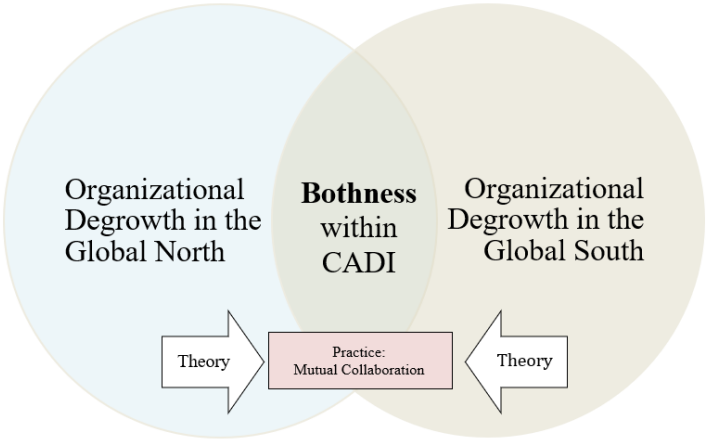 Organizational
Degrowth in the
Global North
Bothness
within
CADI
Organizational
Degrowth in the
Global South
Theory
Practice:
Mutual Collaboration
Theory